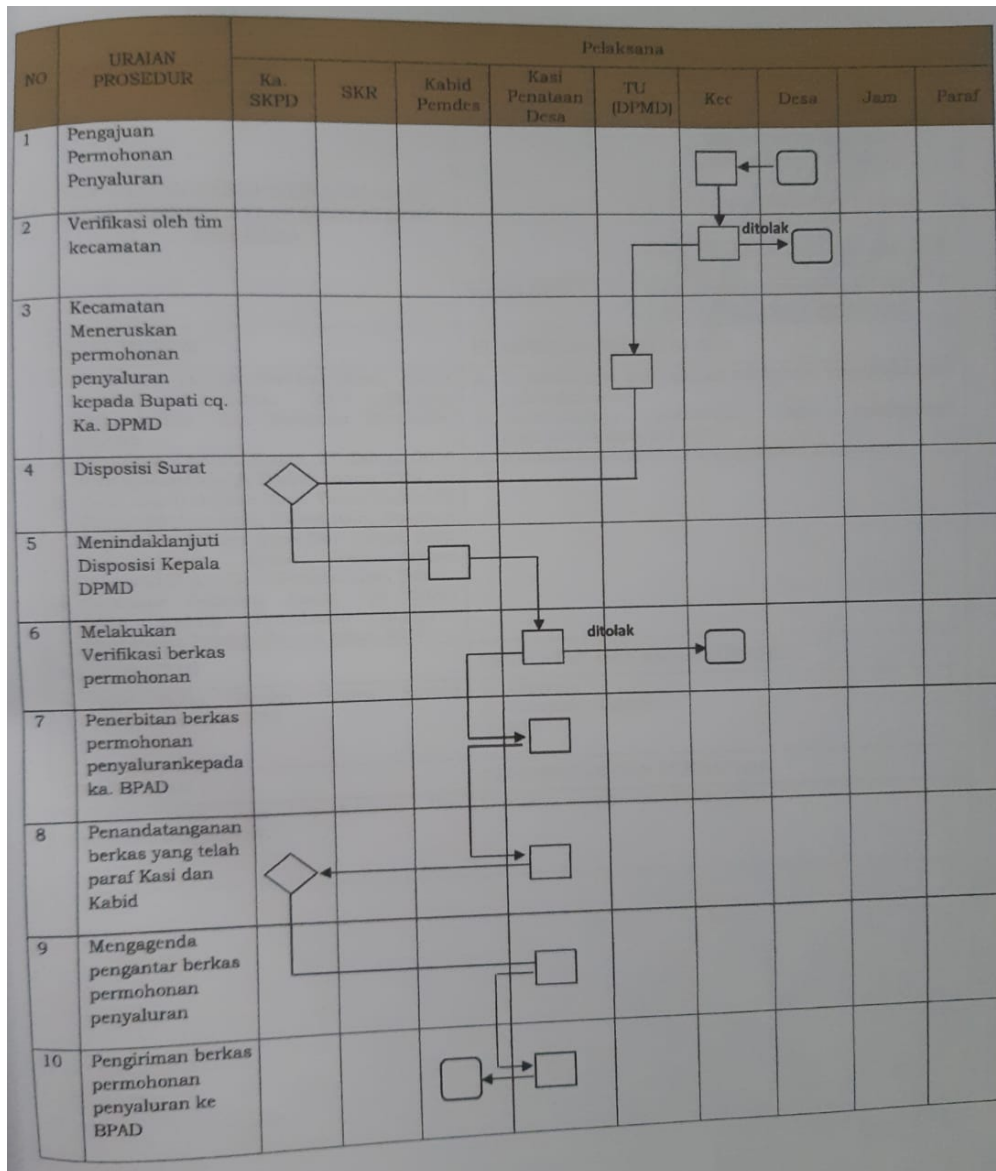 NO
URAIAN
PROSEDUR
Pelaksana
Ka.
SKPD
SKR
Kabid
Pemdes
Kasi
Penataan
Desa
TU
(DPMD)
Kec
Desa
Jam
Paraf
1
Pengajuan
Permohonan
Penyaluran
2
Verifikasi oleh tim
kecamatan
ditolak
3
Kecamatan
Meneruskan
permohonan
penyaluran
kepada Bupati cq.
Ka. DPMD
4
Disposisi Surat
5
Menindaklanjuti
Disposisi Kepala
DPMD
6
Melakukan
Verifikasi berkas
permohonan
ditolak
7
Penerbitan berkas
permohonan
penyalurankepada
ka. BPAD
8
Penandatanganan
berkas yang telah
paraf Kasi dan
Kabid
9
Mengagenda
pengantar berkas
permohonan
penyaluran
10
Pengiriman berkas
permohonan
penyaluran ke
BPAD